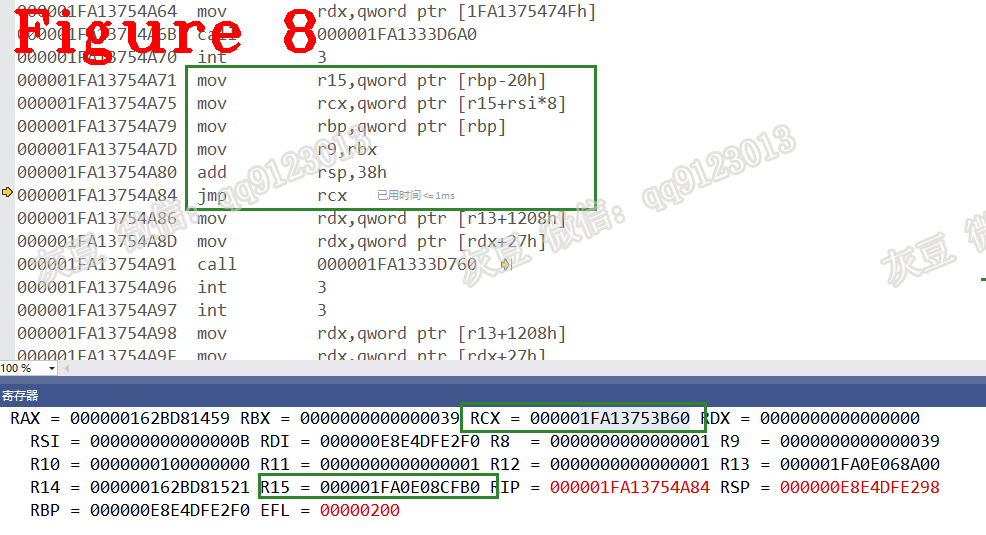 000001FA13754A64 mov rdx,qword ptr [1FA1375474Fh]
Figure 8
000001FA13754A6B call 000001FA1333D6A0
000001FA13754A70 int 3
000001FA13754A71 mov r15,qword ptr [rbp-20h]
000001FA13754A75 mov rcx,qword ptr [r15+rsi*8]
000001FA13754A79 mov rbp,qword ptr [rbp]
000001FA13754A7D mov r9,rbx
000001FA13754A80 add rsp,38h
000001FA13754A84 jmp rcx 已用时间<=1ms
000001FA13754A86 mov rdx,qword ptr [r13+1208h]
000001FA13754A8D mov rdx,qword ptr [rdx+27h]
000001FA13754A91 call 000001FA1333D760
000001FA13754A96 int 3
000001FA13754A97 int 3
000001FA13754A98 mov rdx,qword ptr [r13+1208h]
000001FA13754A9F mov rdx,qword ptr [rdx+27h]
灰豆 微信：qq9123013
灰豆 微信：qq9123013
灰豆 微
100 %
寄存器
RAX = 000000162BD81459 RBX = 0000000000000039 RCX = 000001FA13753B60 RDX = 0000000000000000
RSI = 000000000000000B RDI = 000000E8E4DFE2F0 R8 = 0000000000000001 R9 = 0000000000000039
R10 = 0000000100000000 R11 = 0000000000000001 R12 = 0000000000000001 R13 = 000001FA0E068A00
R14 = 000000162BD81521 R15 = 000001FA0E08CFB0 RIP = 000001FA13754A84 RSP = 000000E8E4DFE298
RBP = 000000E8E4DFE2F0 EFL = 00000200